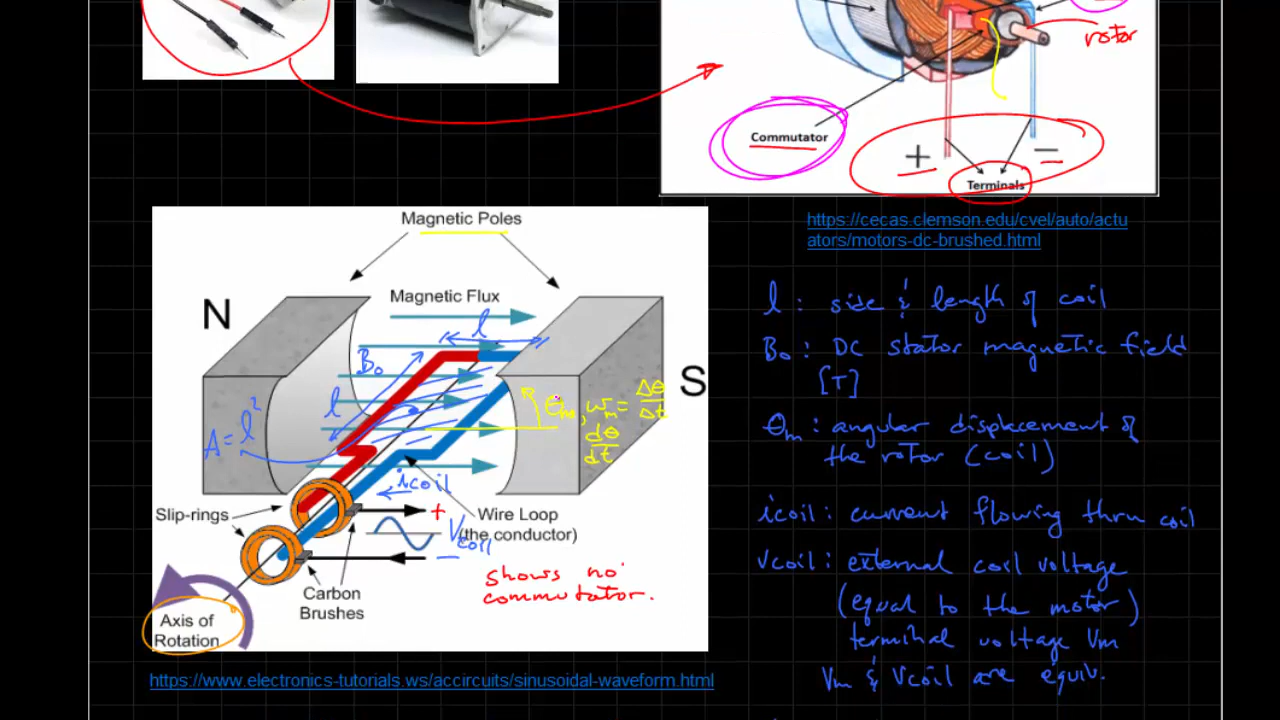 rotor
Commutator
+
−
Terminals
https://cecas.clemson.edu/cvel/auto/actu
ators/motors-dc-brushed.html
Magnetic Poles
N
Magnetic Flux
l
B₀
S
l
A = l²
θm, ωm = Δθ/Δt
dθ/dt
icoil
Slip-rings
+
Wire Loop
(the conductor)
Vcoil
−
Carbon
Brushes
shows no
commutator.
Axis of
Rotation
https://www.electronics-tutorials.ws/accircuits/sinusoidal-waveform.html
l : side & length of coil
B₀ : DC stator magnetic field
[T]
θm : angular displacement of
the rotor (coil)
icoil : current flowing thru coil
vcoil : external coil voltage
(equal to the motor)
terminal voltage Vm
Vm & Vcoil are equiv.